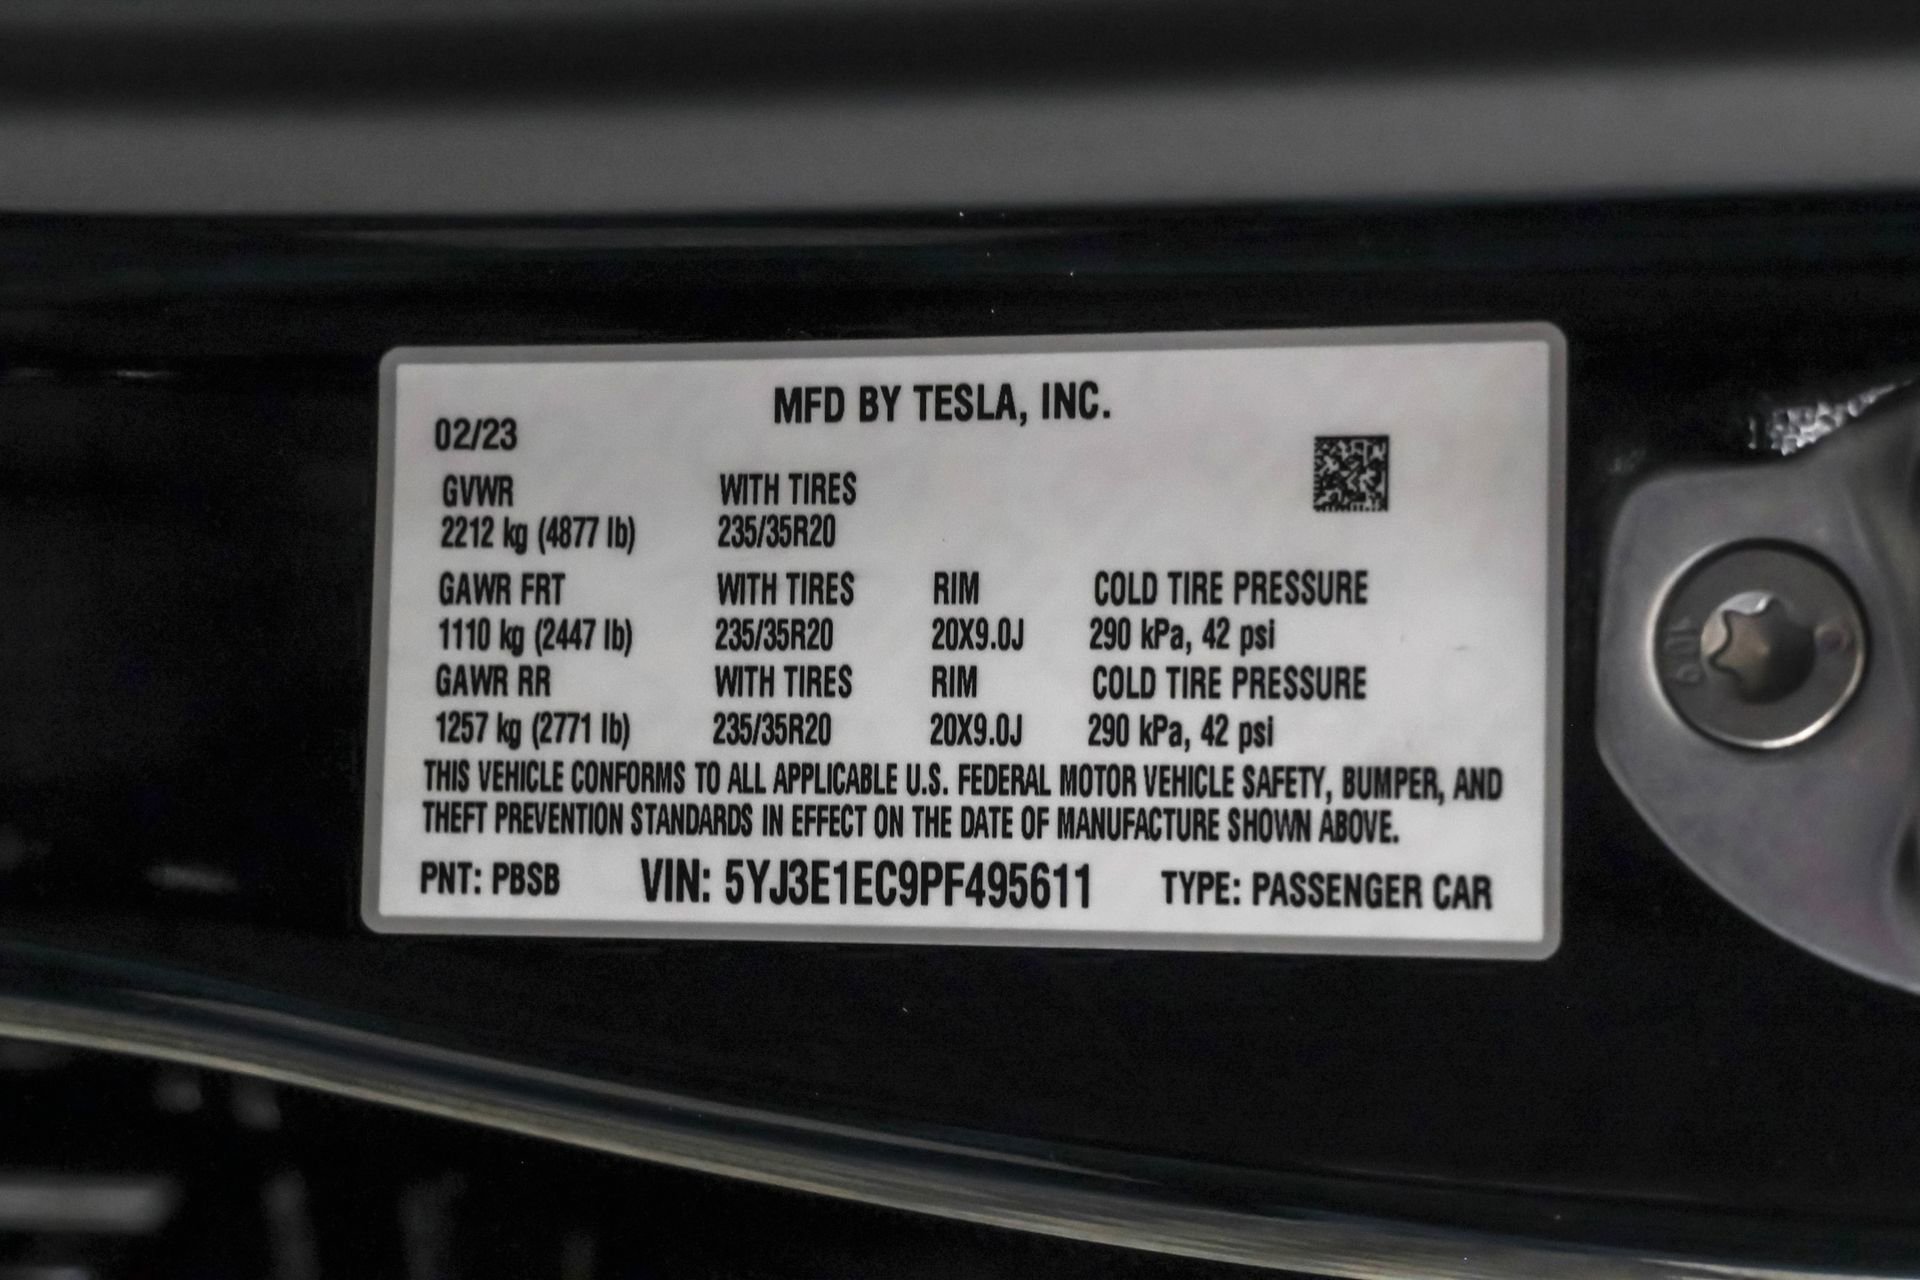 MFD BY TESLA, INC.
02/23
GVWR WITH TIRES
2212 kg (4877 lb) 235/35R20
GAWR FRT WITH TIRES RIM COLD TIRE PRESSURE
1110 kg (2447 lb) 235/35R20 20X9.0J 290 kPa, 42 psi
GAWR RR WITH TIRES RIM COLD TIRE PRESSURE
1257 kg (2771 lb) 235/35R20 20X9.0J 290 kPa, 42 psi
THIS VEHICLE CONFORMS TO ALL APPLICABLE U.S. FEDERAL MOTOR VEHICLE SAFETY, BUMPER, AND
THEFT PREVENTION STANDARDS IN EFFECT ON THE DATE OF MANUFACTURE SHOWN ABOVE.
PNT: PBSB VIN: 5YJ3E1EC9PF495611 TYPE: PASSENGER CAR